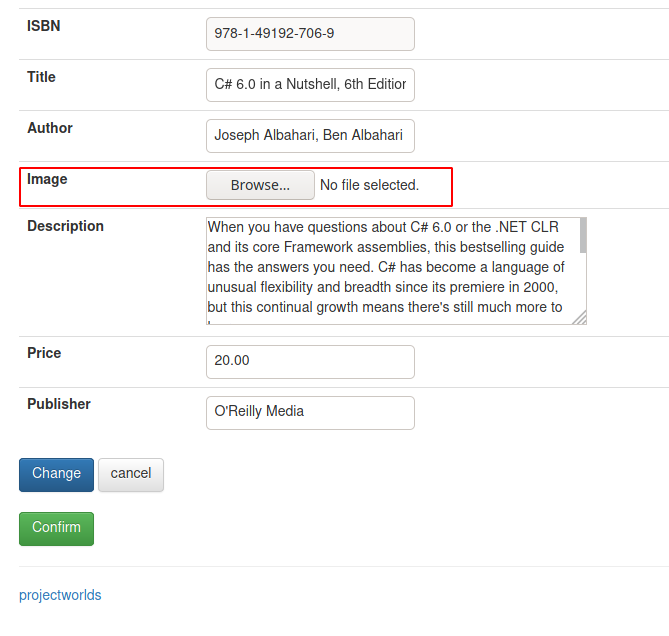 ISBN
978-1-49192-706-9
Title
C# 6.0 in a Nutshell, 6th Edition
Author
Joseph Albahari, Ben Albahari
Image
Browse... No file selected.
Description
When you have questions about C# 6.0 or the .NET CLR
and its core Framework assemblies, this bestselling guide
has the answers you need. C# has become a language of
unusual flexibility and breadth since its premiere in 2000,
but this continual growth means there's still much more to
Price
20.00
Publisher
O'Reilly Media
Change cancel
Confirm
projectworlds